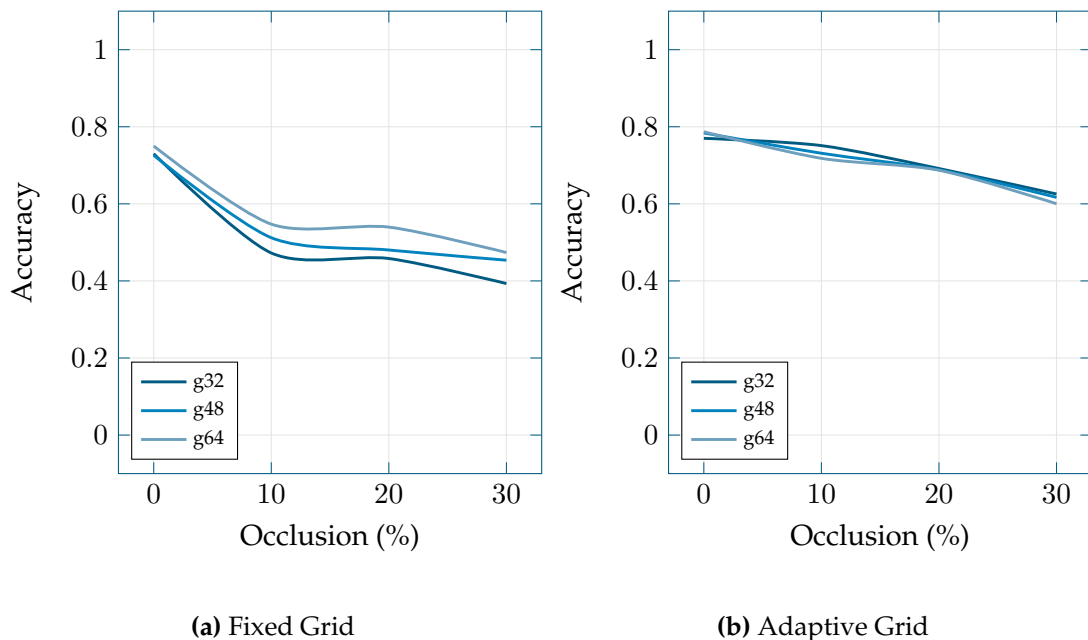 1
0.8
0.6
0.4
0.2
0
Accuracy
g32
g48
g64
0 10 20 30
Occlusion (%)
(a) Fixed Grid
1
0.8
0.6
0.4
0.2
0
Accuracy
g32
g48
g64
0 10 20 30
Occlusion (%)
(b) Adaptive Grid